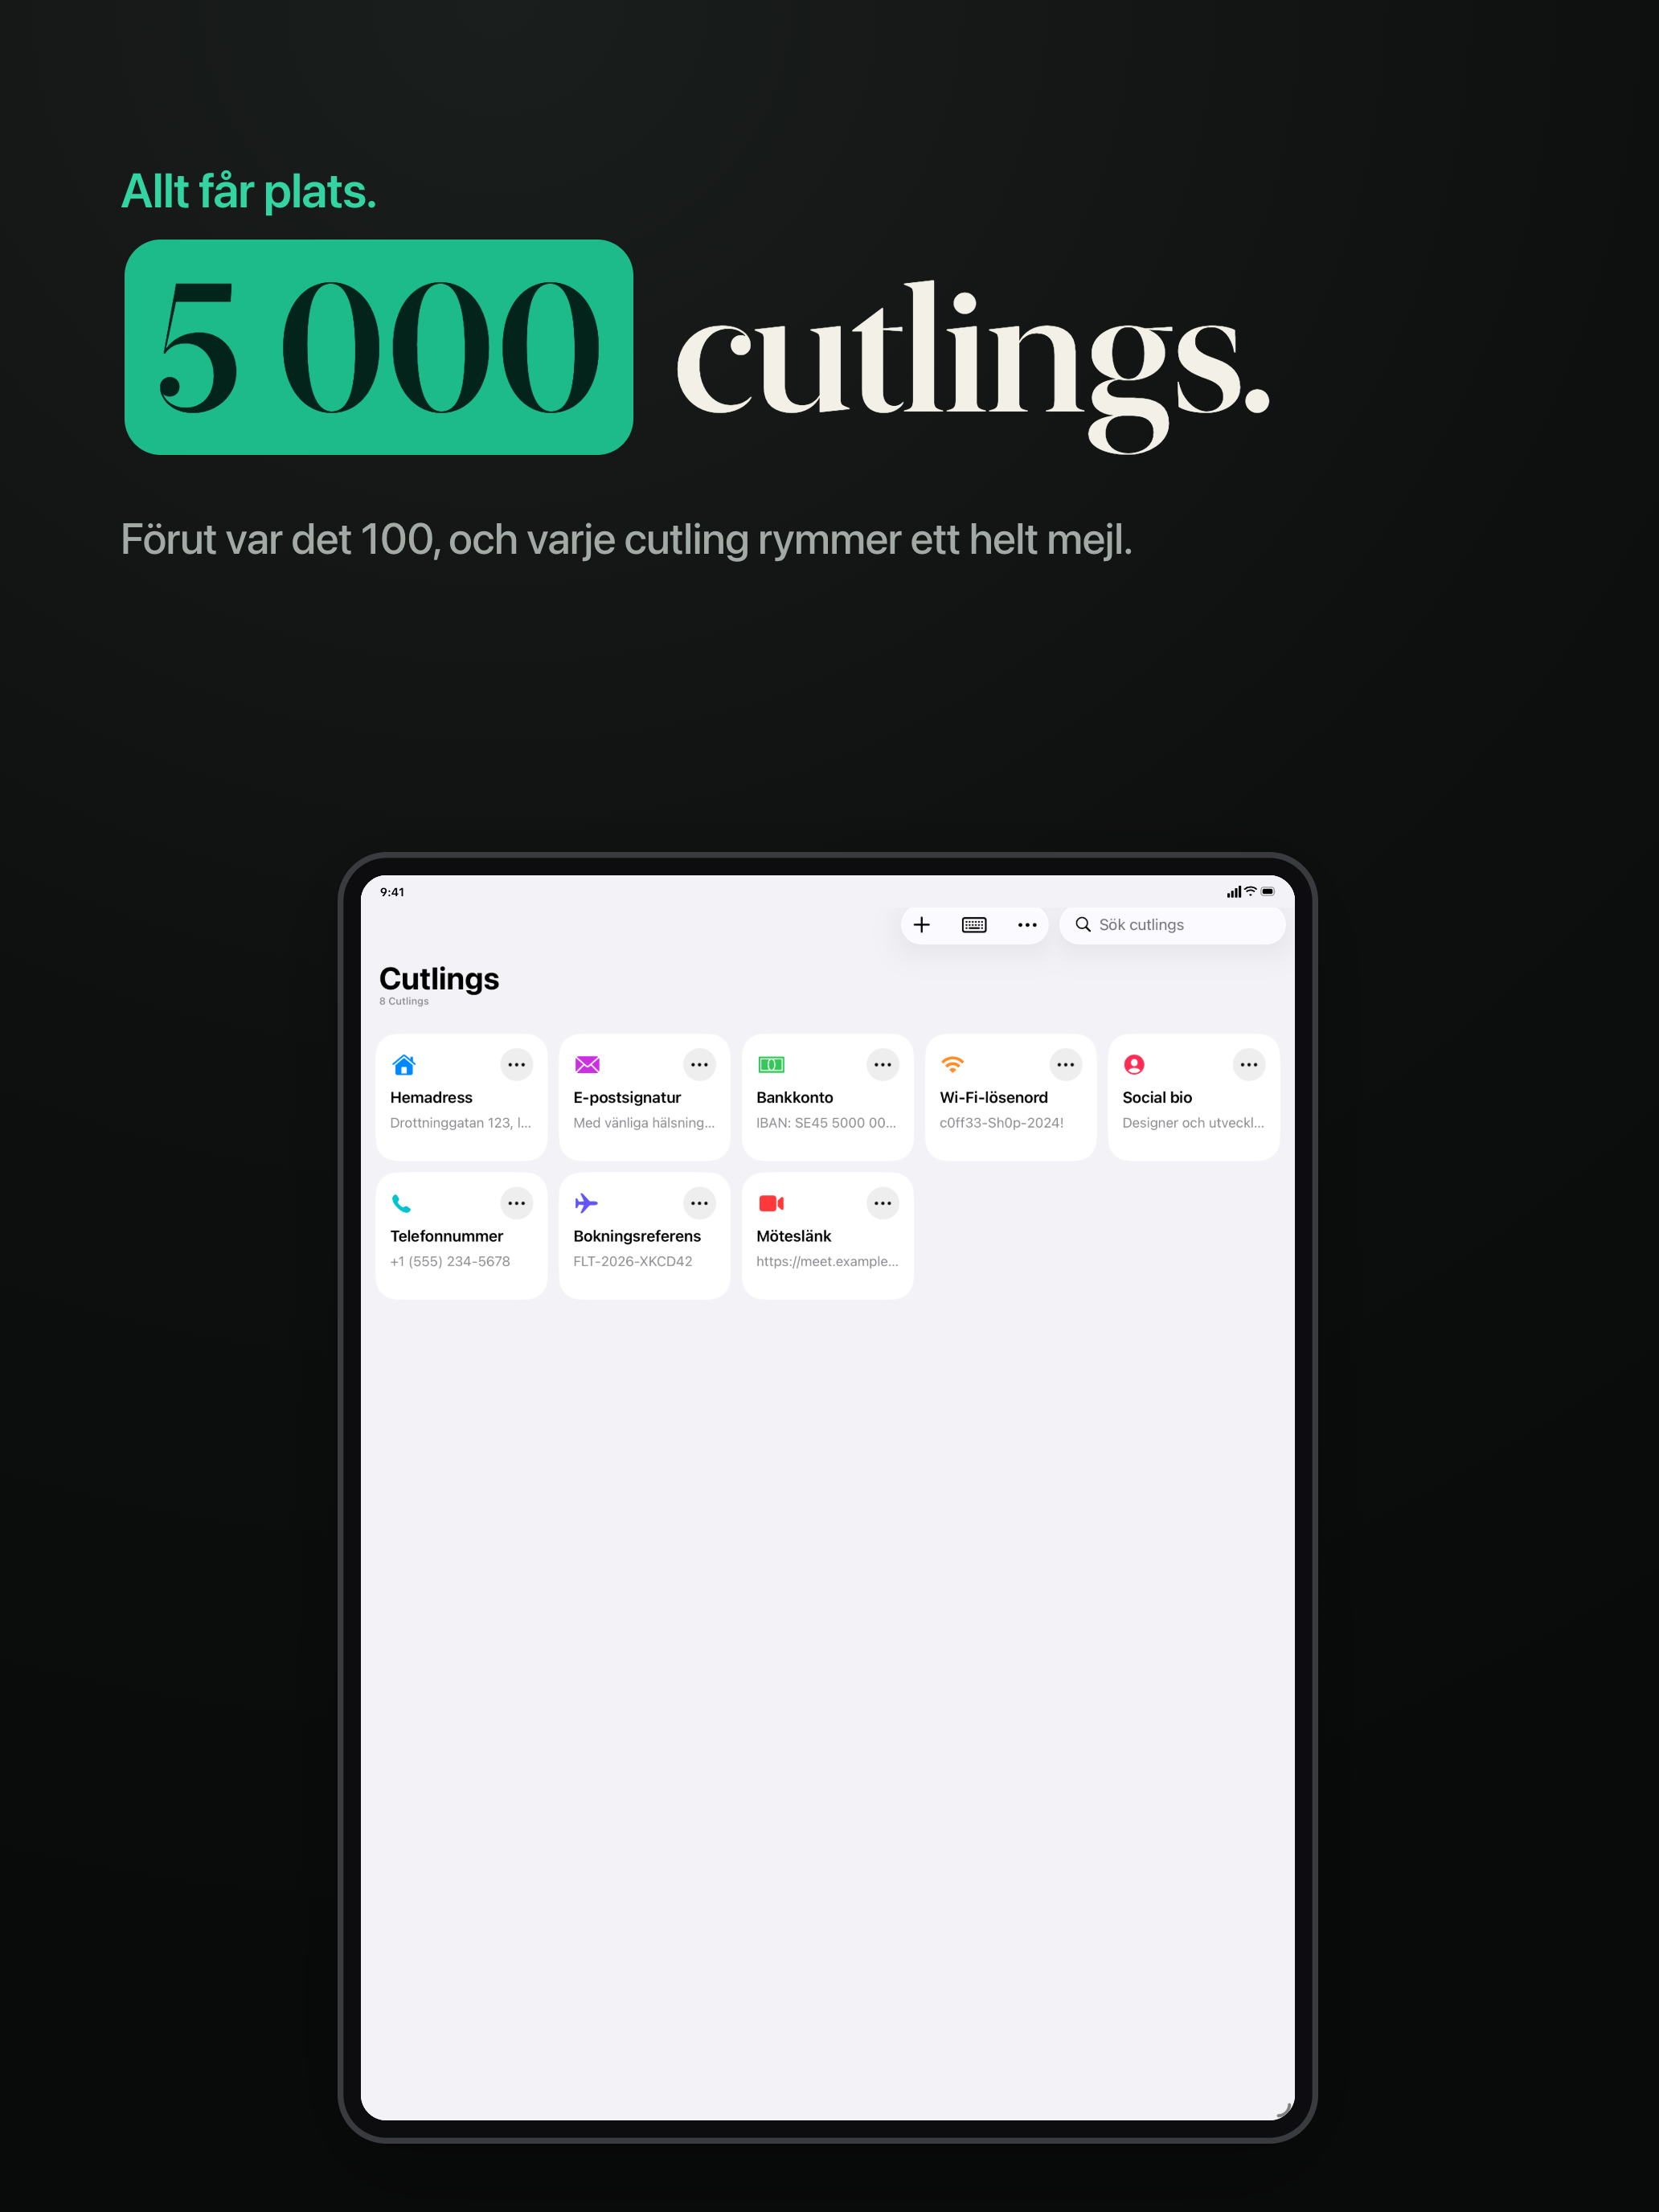 Allt får plats.
5 000 cutlings.
Förut var det 100, och varje cutling rymmer ett helt mejl.
9:41
Sök cutlings
Cutlings
8 Cutlings
Hemadress
Drottninggatan 123, l...
E-postsignatur
Med vänliga hälsning...
Bankkonto
IBAN: SE45 5000 00...
Wi-Fi-lösenord
c0ff33-Sh0p-2024!
Social bio
Designer och utveckl...
Telefonnummer
+1 (555) 234-5678
Bokningsreferens
FLT-2026-XKCD42
Möteslänk
https://meet.example...